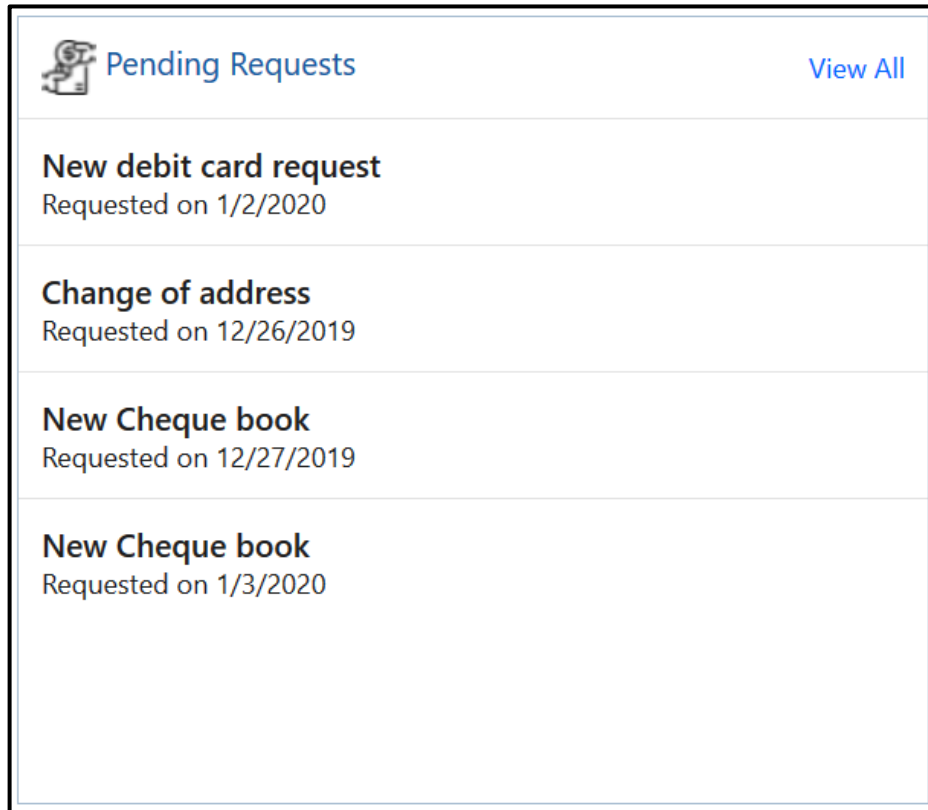 Pending Requests
View All
New debit card request
Requested on 1/2/2020
Change of address
Requested on 12/26/2019
New Cheque book
Requested on 12/27/2019
New Cheque book
Requested on 1/3/2020